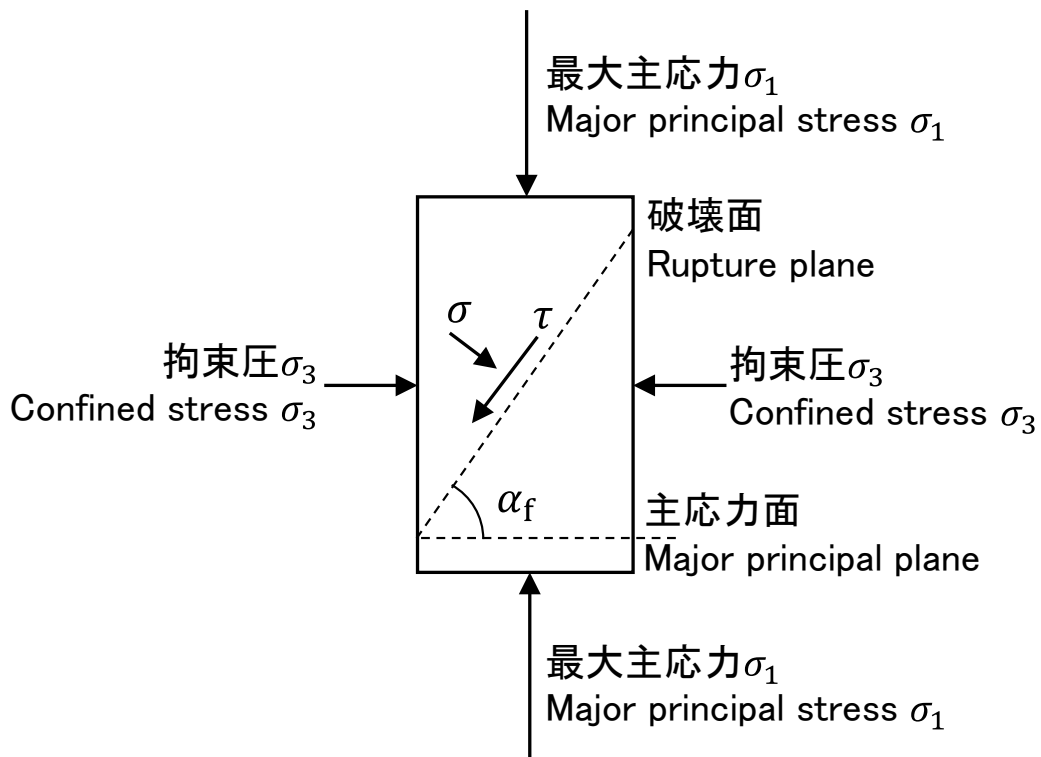 最大主応力σ₁
Major principal stress σ₁
破壊面
Rupture plane
σ
τ
拘束圧σ₃
Confined stress σ₃
拘束圧σ₃
Confined stress σ₃
α_f
主応力面
Major principal plane
最大主応力σ₁
Major principal stress σ₁